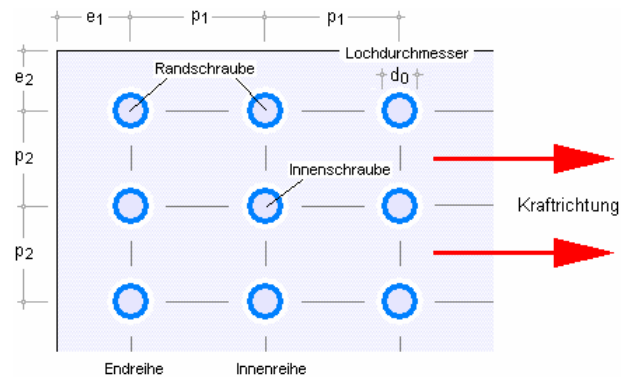 e1 p1 p1
Lochdurchmesser
e2
Randschraube
d0
p2
Innenschraube
Kraftrichtung
p2
Endreihe Innenreihe